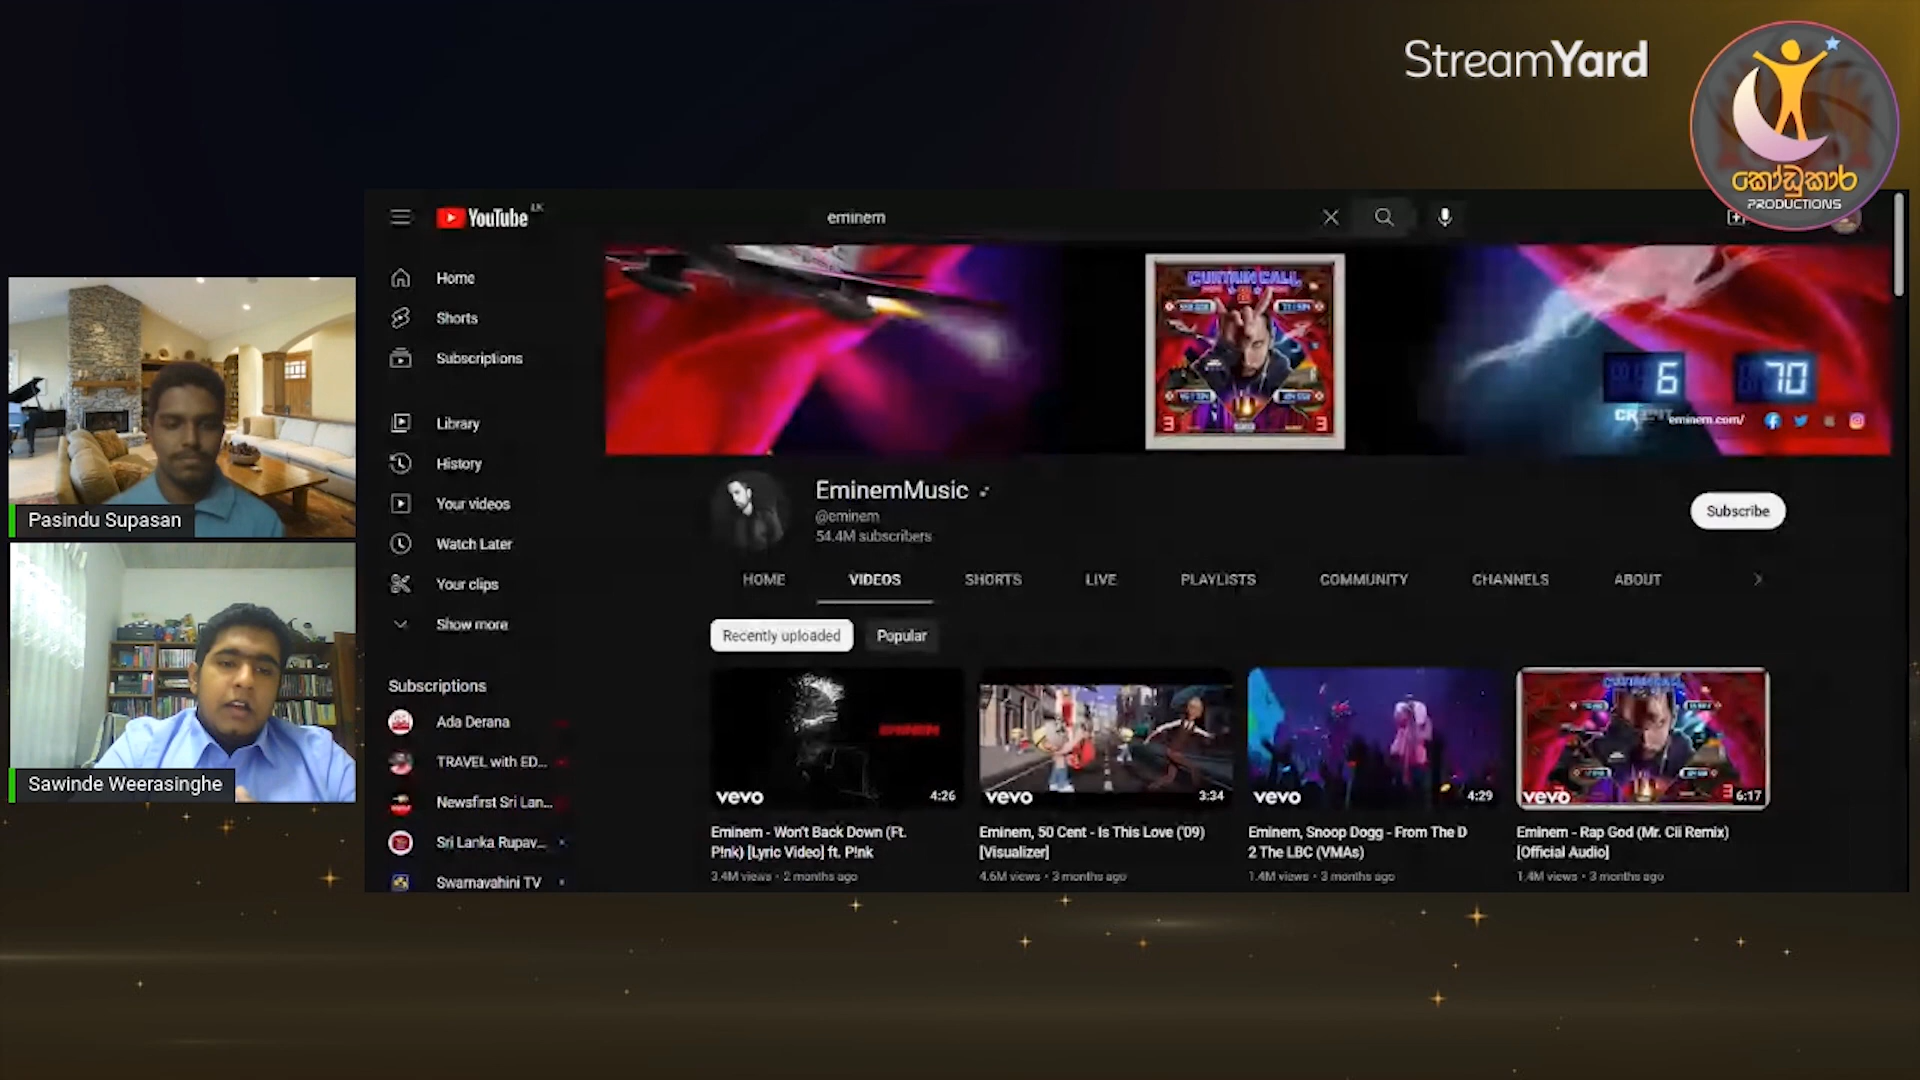 StreamYard
කෝඩුකාර
PRODUCTIONS
YouTube LK
eminem
Home
Shorts
Subscriptions
Library
History
Your videos
Watch Later
Your clips
Show more
Subscriptions
Ada Derana
TRAVEL with ED...
Newsfirst Sri Lan...
Sri Lanka Rupav...
Swarnavahini TV
Pasindu Supasan
Sawinde Weerasinghe
CURTAIN CALL
6
70
eminem.com/
EminemMusic
@eminem
54.4M subscribers
Subscribe
HOME VIDEOS SHORTS LIVE PLAYLISTS COMMUNITY CHANNELS ABOUT
Recently uploaded Popular
EMINEM
vevo 4:26
Eminem - Won't Back Down (Ft.
P!nk) [Lyric Video] ft. P!nk
3.4M views • 2 months ago
vevo 3:34
Eminem, 50 Cent - Is This Love ('09)
[Visualizer]
4.6M views • 3 months ago
vevo 4:29
Eminem, Snoop Dogg - From The D
2 The LBC (VMAs)
1.4M views • 3 months ago
vevo 6:17
Eminem - Rap God (Mr. Cii Remix)
[Official Audio]
1.4M views • 3 months ago